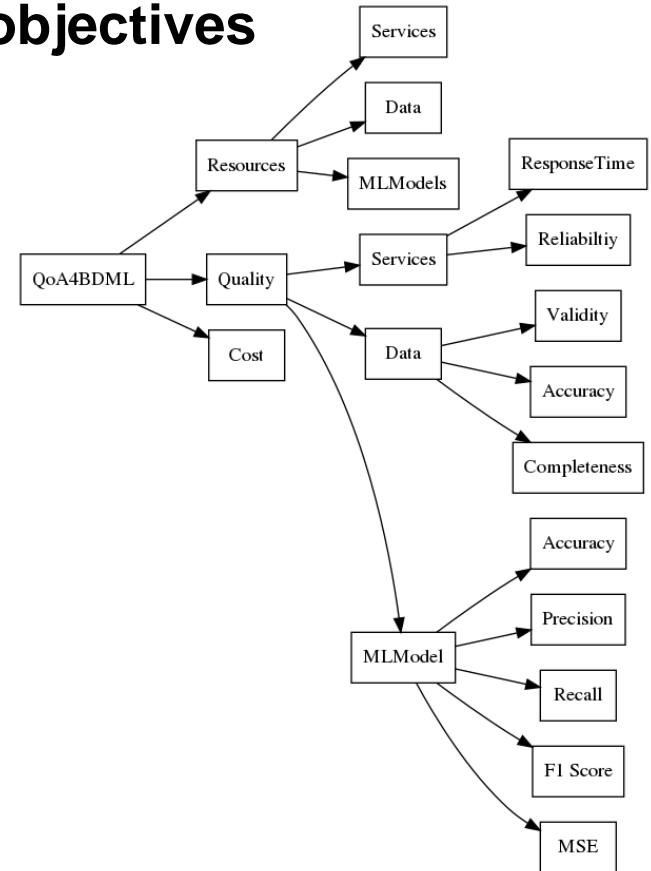 objectives
Services
Data
MLModels
Resources
QoA4BDML
Quality
Cost
Services
Data
ResponseTime
Reliabiltiy
Validity
Accuracy
Completeness
MLModel
Accuracy
Precision
Recall
F1 Score
MSE